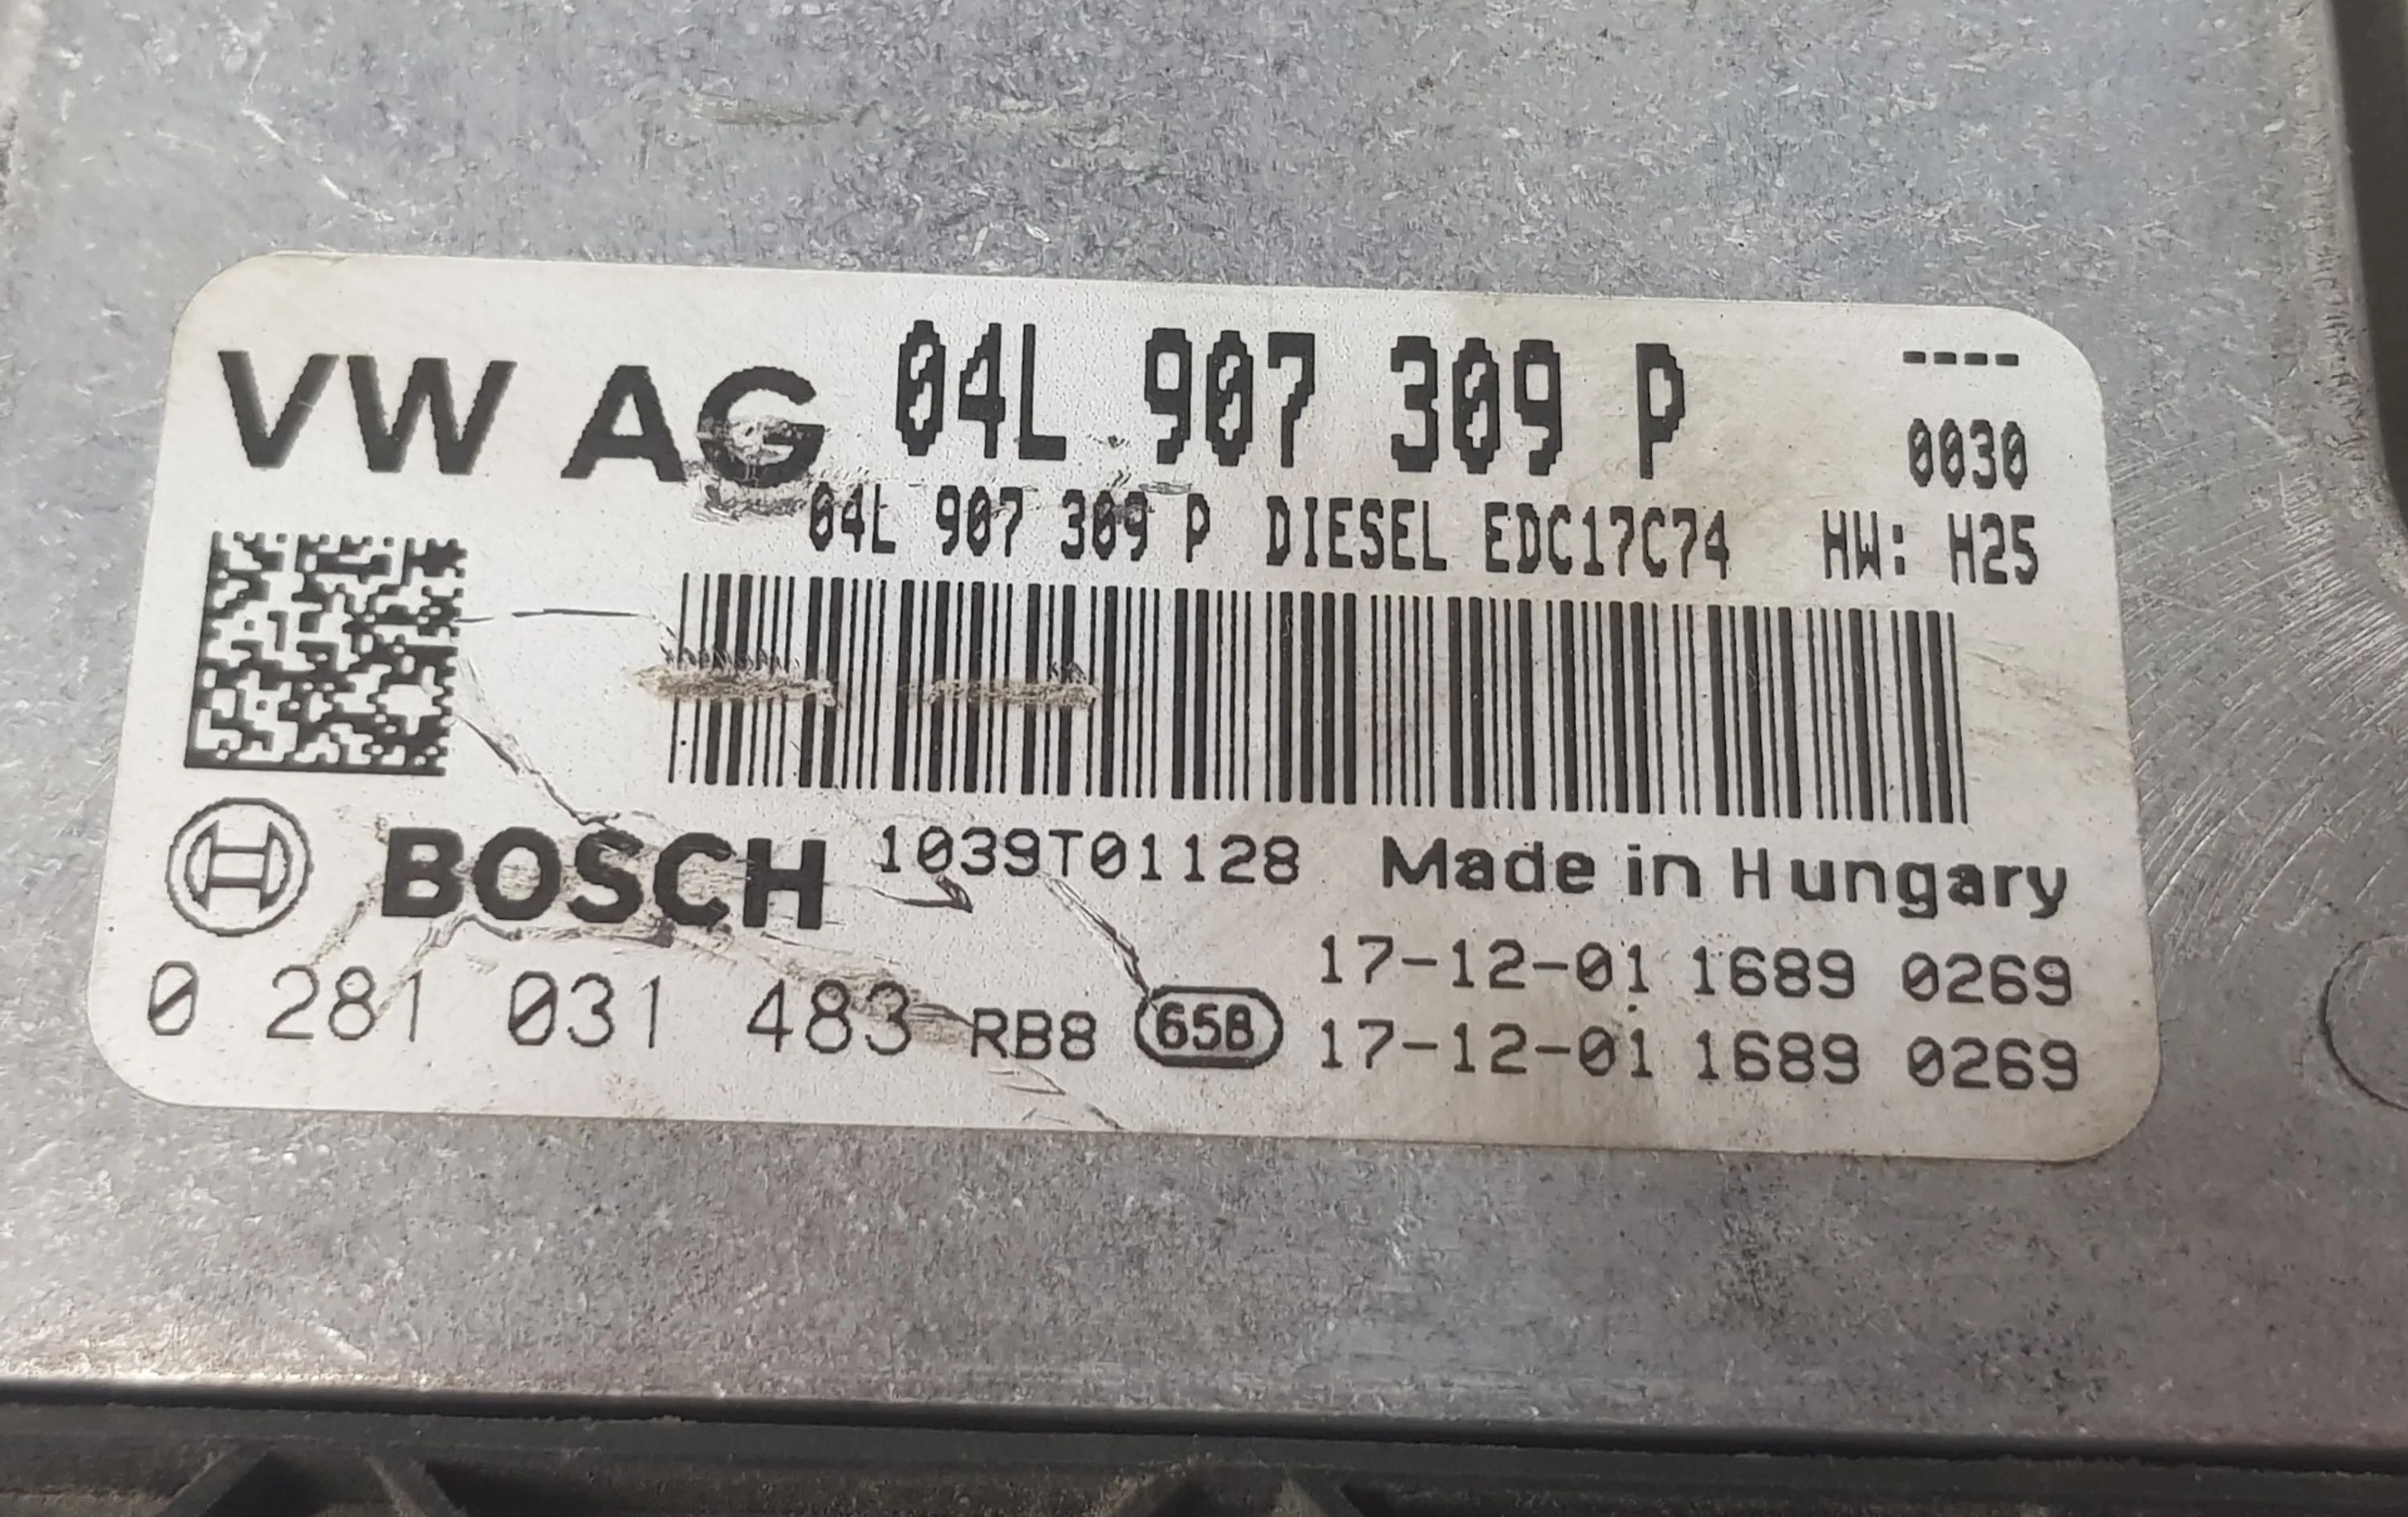 VW AG 04L 907 309 P ----
0030
04L 907 309 P DIESEL EDC17C74 HW: H25
BOSCH 1039T01128 Made in Hungary
17-12-01 1689 0269
0 281 031 483 RB8 65B 17-12-01 1689 0269